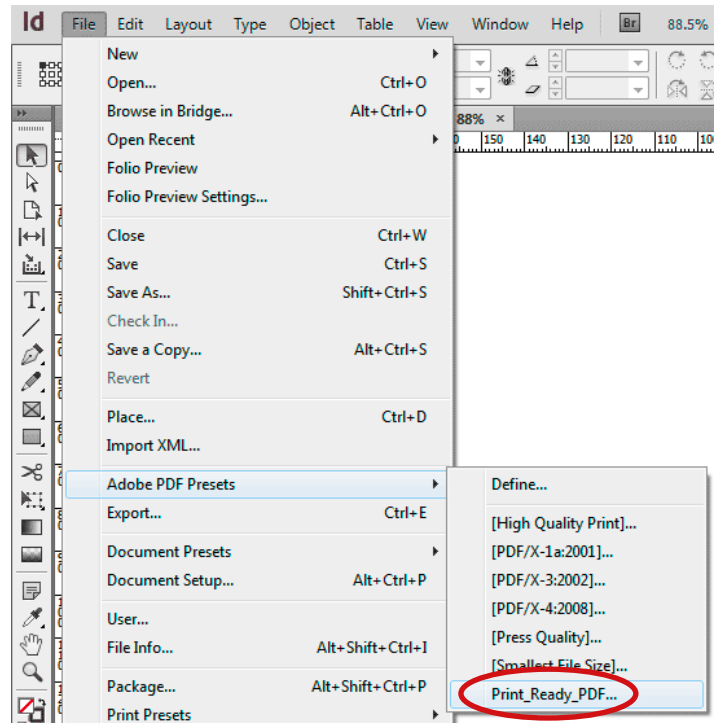 Id File Edit Layout Type Object Table View Window Help Br 88.5%
88% ×
150 140 130 120 110 10
New
Open... Ctrl+O
Browse in Bridge... Alt+Ctrl+O
Open Recent
Folio Preview
Folio Preview Settings...
Close Ctrl+W
Save Ctrl+S
Save As... Shift+Ctrl+S
Check In...
Save a Copy... Alt+Ctrl+S
Revert
Place... Ctrl+D
Import XML...
Adobe PDF Presets
Export... Ctrl+E
Document Presets
Document Setup... Alt+Ctrl+P
User...
File Info... Alt+Shift+Ctrl+I
Package... Alt+Shift+Ctrl+P
Print Presets
Define...
[High Quality Print]...
[PDF/X-1a:2001]...
[PDF/X-3:2002]...
[PDF/X-4:2008]...
[Press Quality]...
[Smallest File Size]...
Print_Ready_PDF...